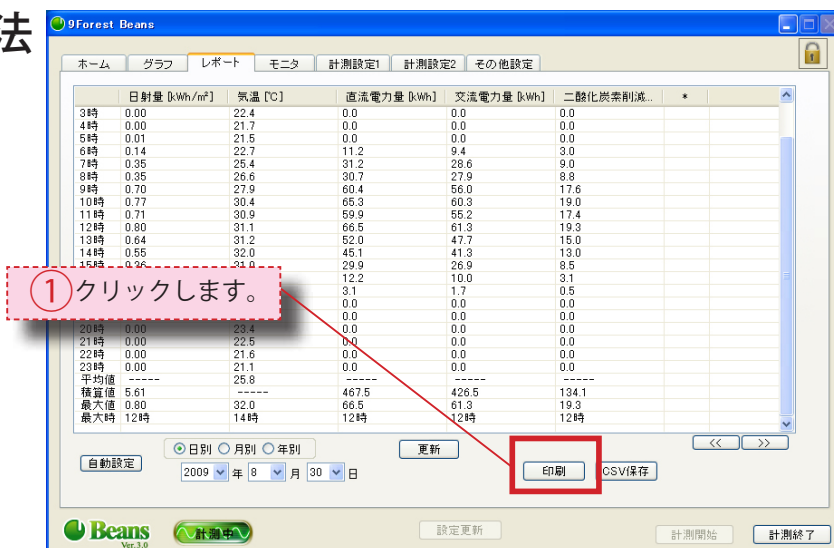 法
9Forest Beans
ホーム グラフ レポート モニタ 計測設定1 計測設定2 その他設定
日射量 [kWh/m²] 気温 [℃] 直流電力量 [kWh] 交流電力量 [kWh] 二酸化炭素削減... *
3時 0.00 22.4 0.0 0.0 0.0
4時 0.00 22.7 0.0 0.0 0.0
5時 0.01 21.5 0.0 0.0 0.0
6時 0.14 22.7 11.2 9.4 3.0
7時 0.35 25.4 31.2 28.6 9.0
8時 0.35 26.6 30.7 27.9 8.8
9時 0.70 27.9 60.4 56.0 17.6
10時 0.77 30.4 65.3 60.3 19.0
11時 0.71 30.9 59.9 55.2 17.4
12時 0.80 31.1 66.5 61.3 19.3
13時 0.64 31.2 52.0 47.7 15.0
14時 0.55 32.0 45.1 41.3 13.0
29.9 26.9 8.5
12.2 10.0 3.1
①クリックします。
3.1 1.7 0.5
0.0 0.0 0.0
0.0 0.0 0.0
20時 0.00 23.4 0.0 0.0 0.0
21時 0.00 22.5 0.0 0.0 0.0
22時 0.00 21.6 0.0 0.0 0.0
23時 0.00 21.1 0.0 0.0 0.0
平均値 ----- 25.8 ----- ----- -----
積算値 5.61 ----- 467.5 426.5 134.1
最大値 0.80 32.0 66.5 61.3 19.3
最大時 12時 14時 12時 12時 12時
<< >>
自動設定 日別 月別 年別 更新
2009 年 8 月 30 日 印刷 CSV保存
Beans Ver.3.0 計測中 設定更新 計測開始 計測終了